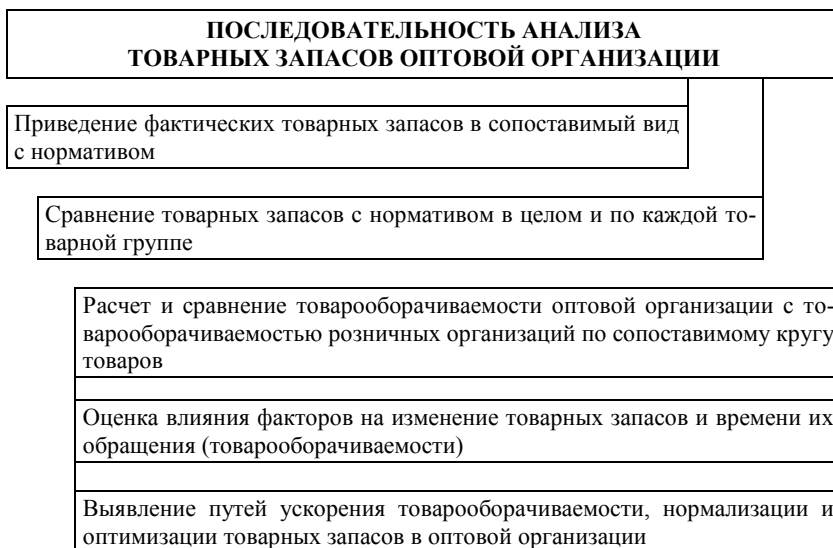 ПОСЛЕДОВАТЕЛЬНОСТЬ АНАЛИЗА
ТОВАРНЫХ ЗАПАСОВ ОПТОВОЙ ОРГАНИЗАЦИИ
Приведение фактических товарных запасов в сопоставимый вид
с нормативом
Сравнение товарных запасов с нормативом в целом и по каждой то-
варной группе
Расчет и сравнение товарооборачиваемости оптовой организации с то-
варооборачиваемостью розничных организаций по сопоставимому кругу
товаров
Оценка влияния факторов на изменение товарных запасов и времени их
обращения (товарооборачиваемости)
Выявление путей ускорения товарооборачиваемости, нормализации и
оптимизации товарных запасов в оптовой организации